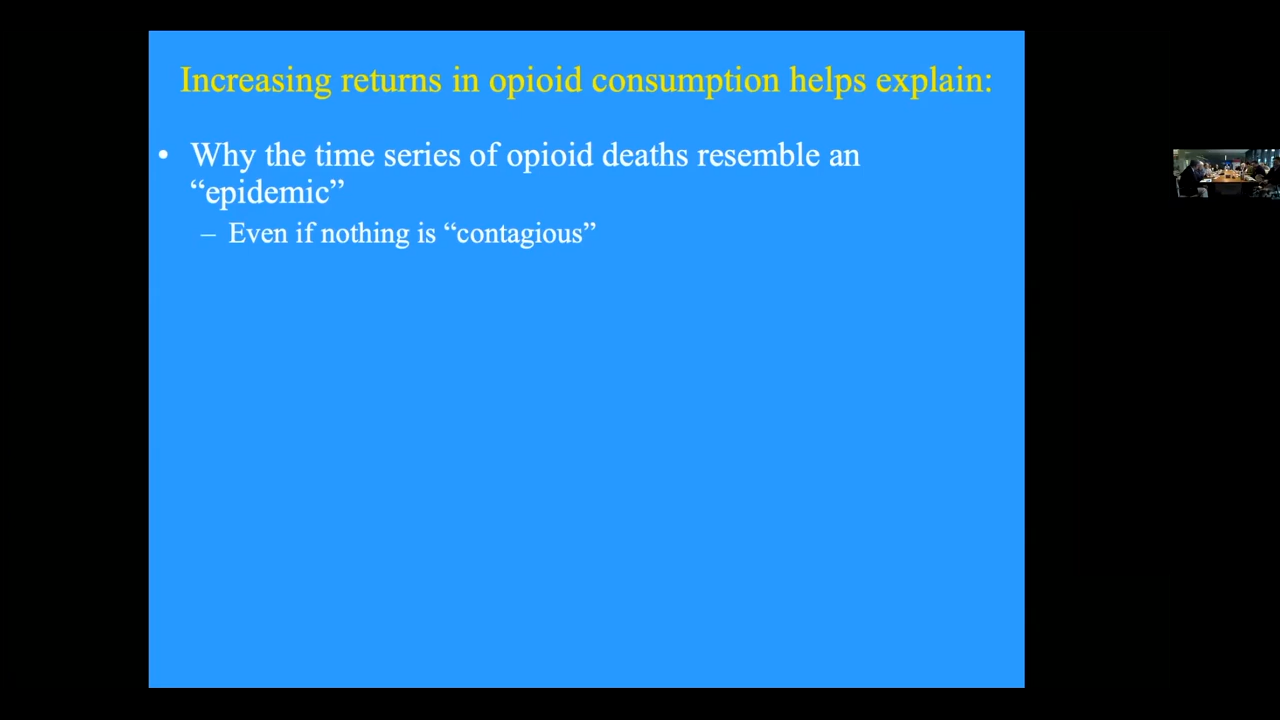 Increasing returns in opioid consumption helps explain:
• Why the time series of opioid deaths resemble an
“epidemic”
– Even if nothing is “contagious”